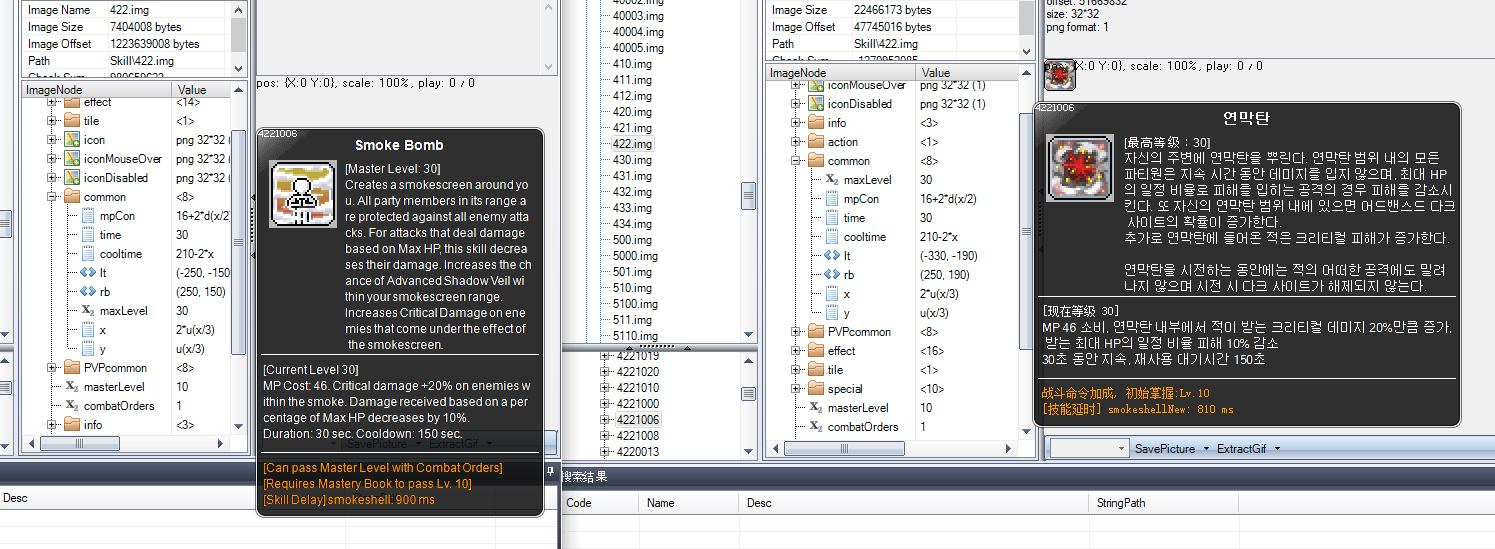 Image Name 422.img
Image Size 7404008 bytes
Image Offset 1223639008 bytes
Path Skill\422.img
ImageNode Value
effect <14>
tile <1>
icon png 32*32
iconMouseOver png 32*32
iconDisabled png 32*32
common <8>
mpCon 16+2*d(x/2)
time 30
cooltime 210-2*x
lt (-250, -150
rb (250, 150)
maxLevel 30
x 2*u(x/3)
y u(x/3)
PVPcommon <8>
masterLevel 10
combatOrders 1
info <3>
Desc
pos: {X:0 Y:0}, scale: 100%, play: 0 / 0
4221006
Smoke Bomb
[Master Level: 30]
Creates a smokescreen around yo
u. All party members in its range a
re protected against all enemy atta
cks. For attacks that deal damage
based on Max HP, this skill decrea
ses their damage. Increases the ch
ance of Advanced Shadow Veil wi
thin your smokescreen range.
Increases Critical Damage on ene
mies that come under the effect of
the smokescreen.
[Current Level 30]
MP Cost: 46. Critical damage +20% on enemies w
ithin the smoke. Damage received based on a per
centage of Max HP decreases by 10%.
Duration: 30 sec, Cooldown: 150 sec.
SavePicture ExtractGif
[Can pass Master Level with Combat Orders]
[Requires Mastery Book to pass Lv. 10]
[Skill Delay] smokeshell: 900 ms
40002.img
40003.img
40004.img
40005.img
410.img
411.img
412.img
420.img
421.img
422.img
430.img
431.img
432.img
433.img
434.img
500.img
5000.img
501.img
510.img
5100.img
511.img
5110.img
4221019
4221020
4221010
4221000
4221006
4221008
4220013
搜索结果
Code Name Desc StringPath
Image Size 22466173 bytes
Image Offset 47745016 bytes
Path Skill\422.img
ImageNode Value
iconMouseOver png 32*32 (1)
iconDisabled png 32*32 (1)
info <3>
action <1>
common <8>
maxLevel 30
mpCon 16+2*d(x/2)
time 30
cooltime 210-2*x
lt (-330, -190)
rb (250, 190)
x 2*u(x/3)
y u(x/3)
PVPcommon <8>
effect <16>
tile <1>
special <10>
masterLevel 10
combatOrders 1
offset: 51669832
size: 32*32
png format: 1
pos: {X:0 Y:0}, scale: 100%, play: 0 / 0
4221006
연막탄
[最高等级：30]
자신의 주변에 연막탄을 뿌린다. 연막탄 범위 내의 모든
파티원은 지속 시간 동안 데미지를 입지 않으며, 최대 HP
의 일정 비율로 피해를 입히는 공격의 경우 피해를 감소시
킨다. 또 자신의 연막탄 범위 내에 있으면 어드밴스드 다크
사이트의 확률이 증가한다.
추가로 연막탄에 들어온 적은 크리티컬 피해가 증가한다.
연막탄을 시전하는 동안에는 적의 어떠한 공격에도 밀려
나지 않으며 시전 시 다크 사이트가 해제되지 않는다.
[现在等级 30]
MP 46 소비, 연막탄 내부에서 적이 받는 크리티컬 데미지 20%만큼 증가,
받는 최대 HP의 일정 비율 피해 10% 감소
30초 동안 지속, 재사용 대기시간 150초
战斗命令加成, 初始掌握:Lv.10
[技能延时] smokeshellNew: 810 ms
SavePicture ExtractGif